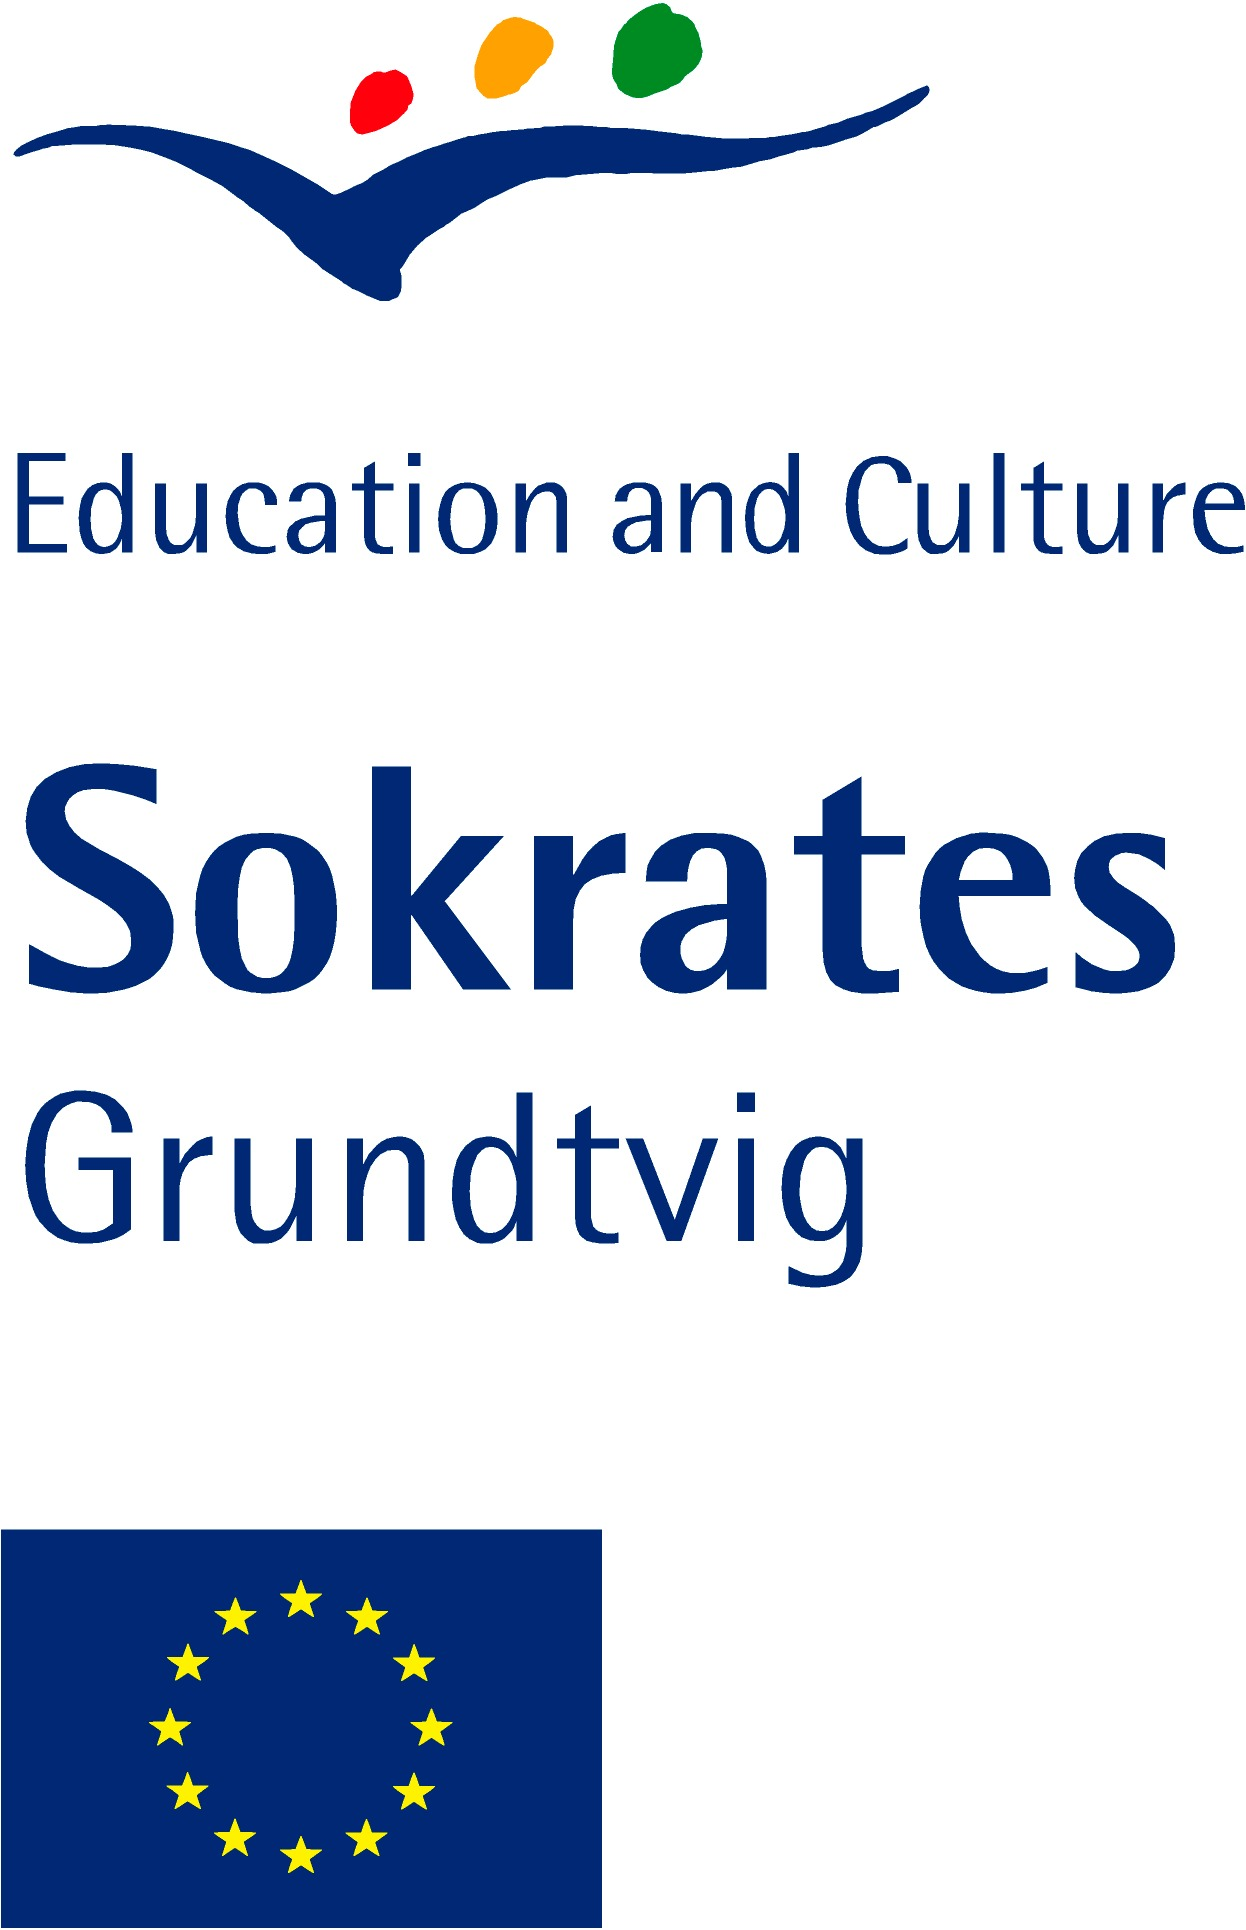 Education and Culture
Sokrates
Grundtvig